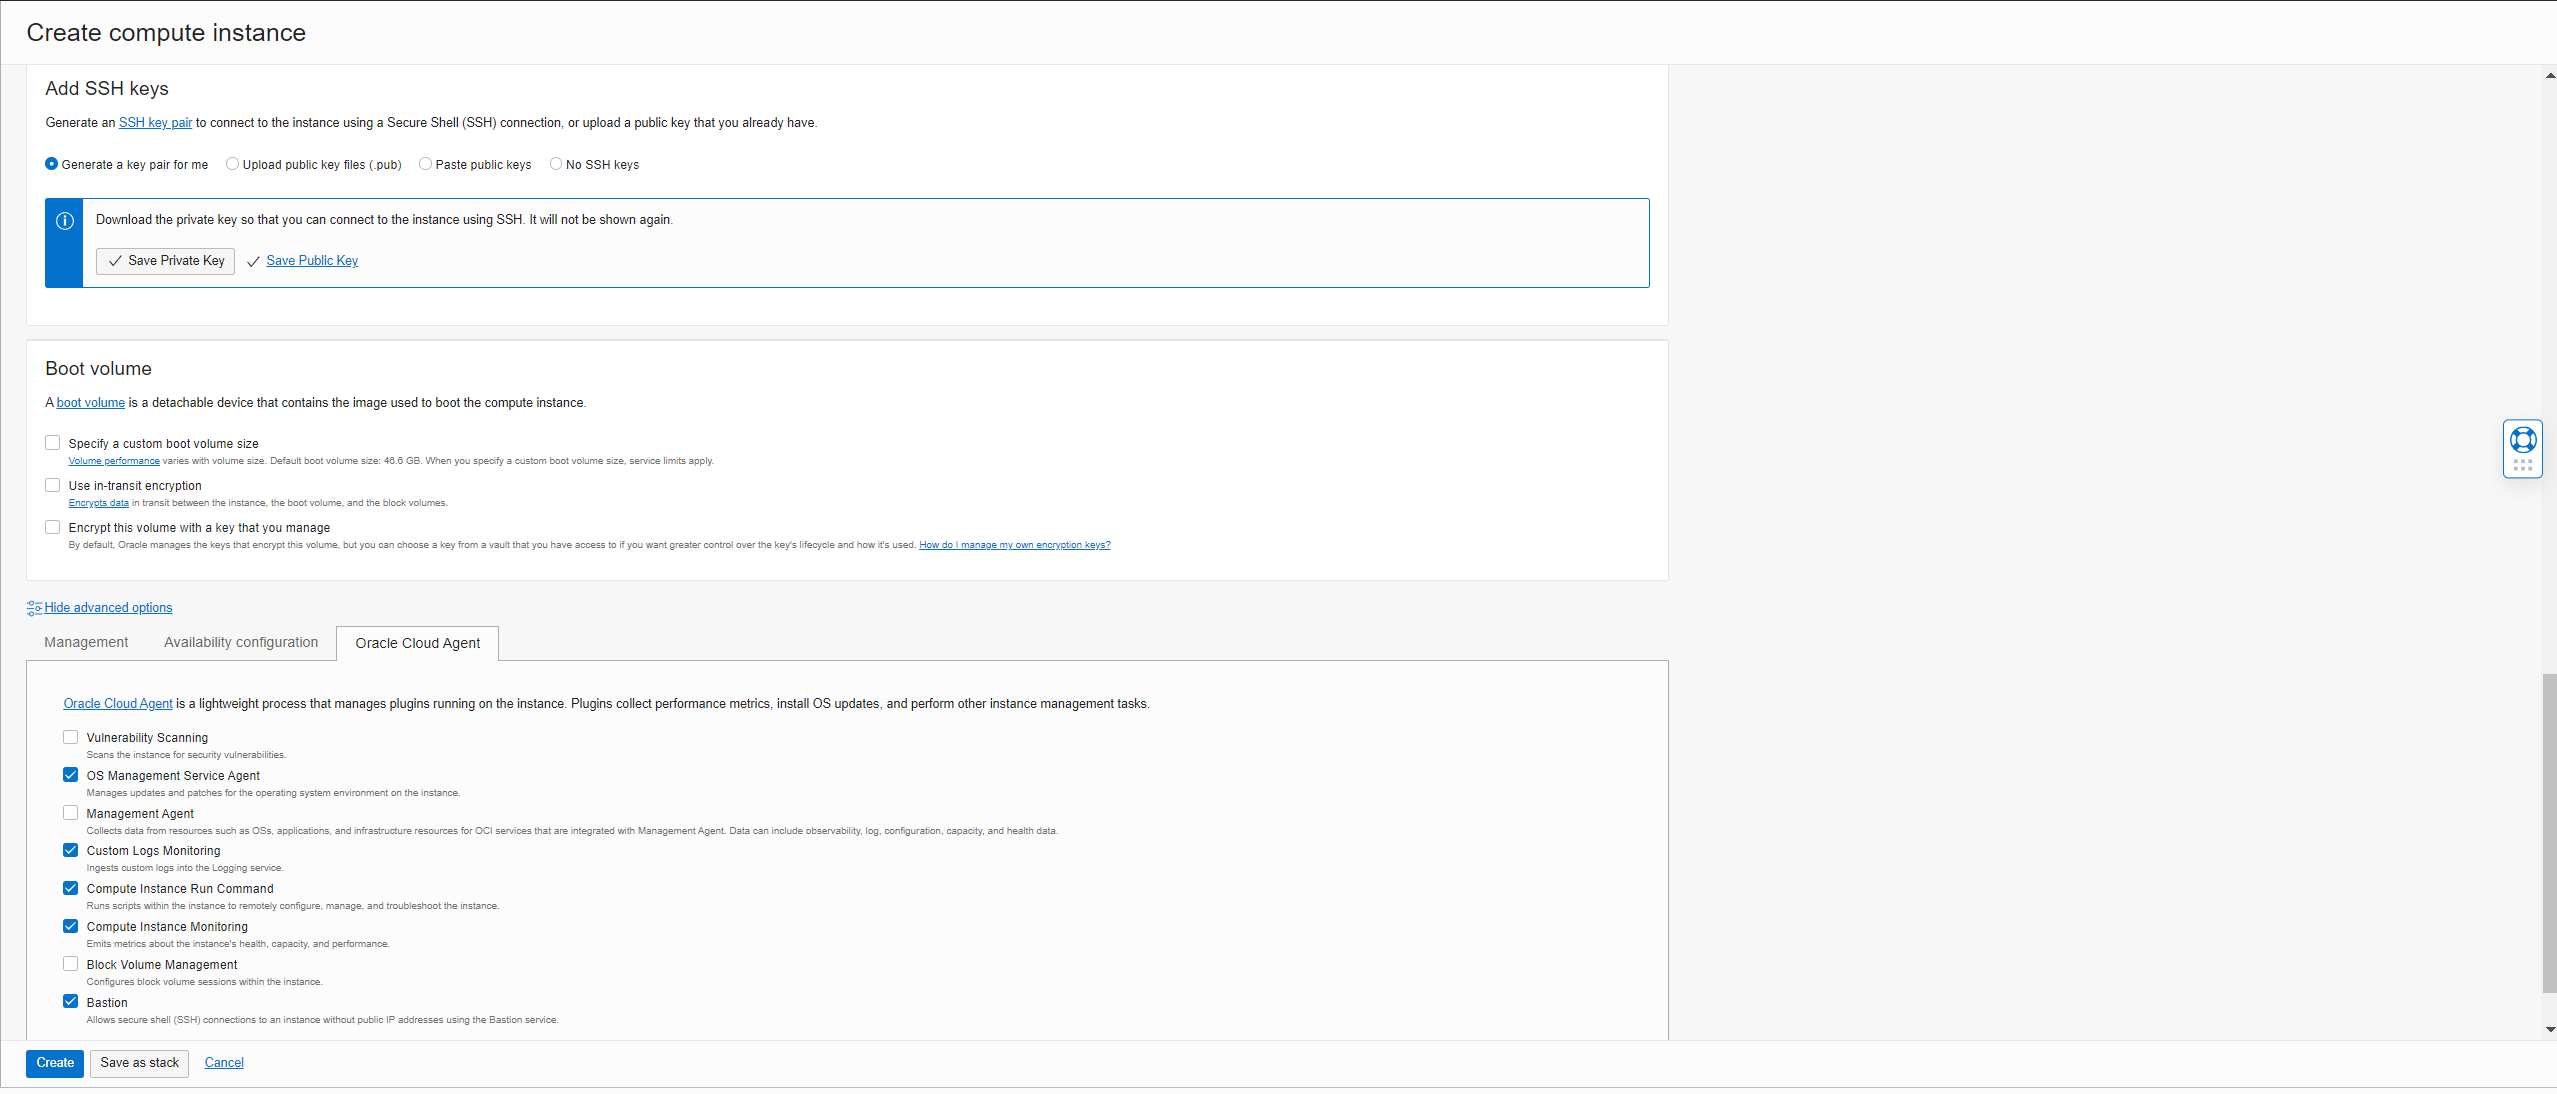 Create compute instance
Add SSH keys
Generate an SSH key pair to connect to the instance using a Secure Shell (SSH) connection, or upload a public key that you already have.
Generate a key pair for me Upload public key files (.pub) Paste public keys No SSH keys
Download the private key so that you can connect to the instance using SSH. It will not be shown again.
Save Private Key Save Public Key
Boot volume
A boot volume is a detachable device that contains the image used to boot the compute instance.
Specify a custom boot volume size
Volume performance varies with volume size. Default boot volume size: 46.6 GB. When you specify a custom boot volume size, service limits apply.
Use in-transit encryption
Encrypts data in transit between the instance, the boot volume, and the block volumes.
Encrypt this volume with a key that you manage
By default, Oracle manages the keys that encrypt this volume, but you can choose a key from a vault that you have access to if you want greater control over the key's lifecycle and how it's used. How do I manage my own encryption keys?
Hide advanced options
Management Availability configuration Oracle Cloud Agent
Oracle Cloud Agent is a lightweight process that manages plugins running on the instance. Plugins collect performance metrics, install OS updates, and perform other instance management tasks.
Vulnerability Scanning
Scans the instance for security vulnerabilities.
OS Management Service Agent
Manages updates and patches for the operating system environment on the instance.
Management Agent
Collects data from resources such as OSs, applications, and infrastructure resources for OCI services that are integrated with Management Agent. Data can include observability, log, configuration, capacity, and health data.
Custom Logs Monitoring
Ingests custom logs into the Logging service.
Compute Instance Run Command
Runs scripts within the instance to remotely configure, manage, and troubleshoot the instance.
Compute Instance Monitoring
Emits metrics about the instance's health, capacity, and performance.
Block Volume Management
Configures block volume sessions within the instance.
Bastion
Allows secure shell (SSH) connections to an instance without public IP addresses using the Bastion service.
Create Save as stack Cancel